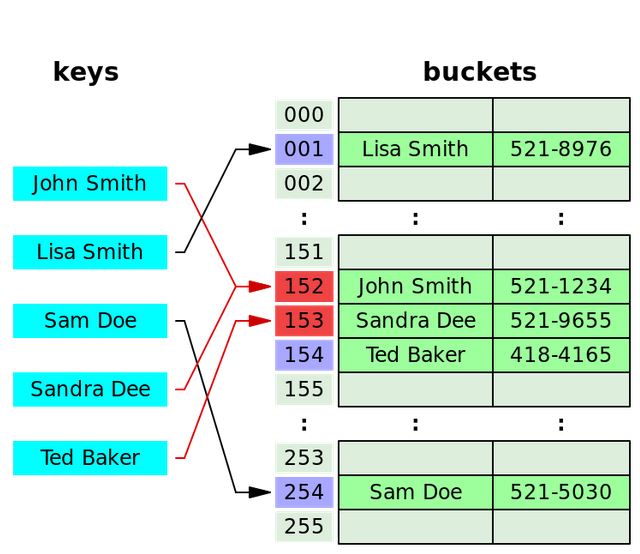 keys
buckets
000
001 Lisa Smith 521-8976
002
: : :
John Smith
Lisa Smith
Sam Doe
Sandra Dee
Ted Baker
151
152 John Smith 521-1234
153 Sandra Dee 521-9655
154 Ted Baker 418-4165
155
: : :
253
254 Sam Doe 521-5030
255